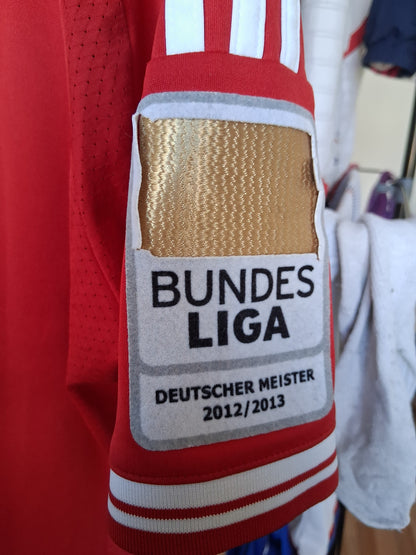 BUNDES
LIGA
DEUTSCHER MEISTER
2012/2013